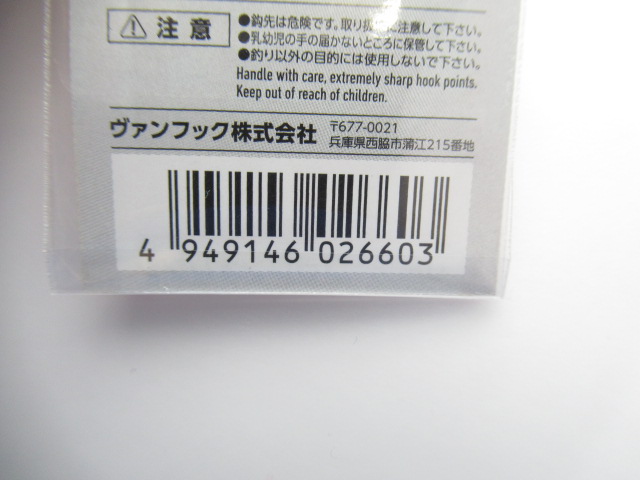 注意
●鈎先は危険です。取り扱いに注意して下さい。
●乳幼児の手の届かないところに保管して下さい。
●釣り以外の目的には使用しないで下さい。
Handle with care, extremely sharp hook points.
Keep out of reach of children.
ヴァンフック株式会社
〒677-0021
兵庫県西脇市蒲江215番地
4 949146 026603